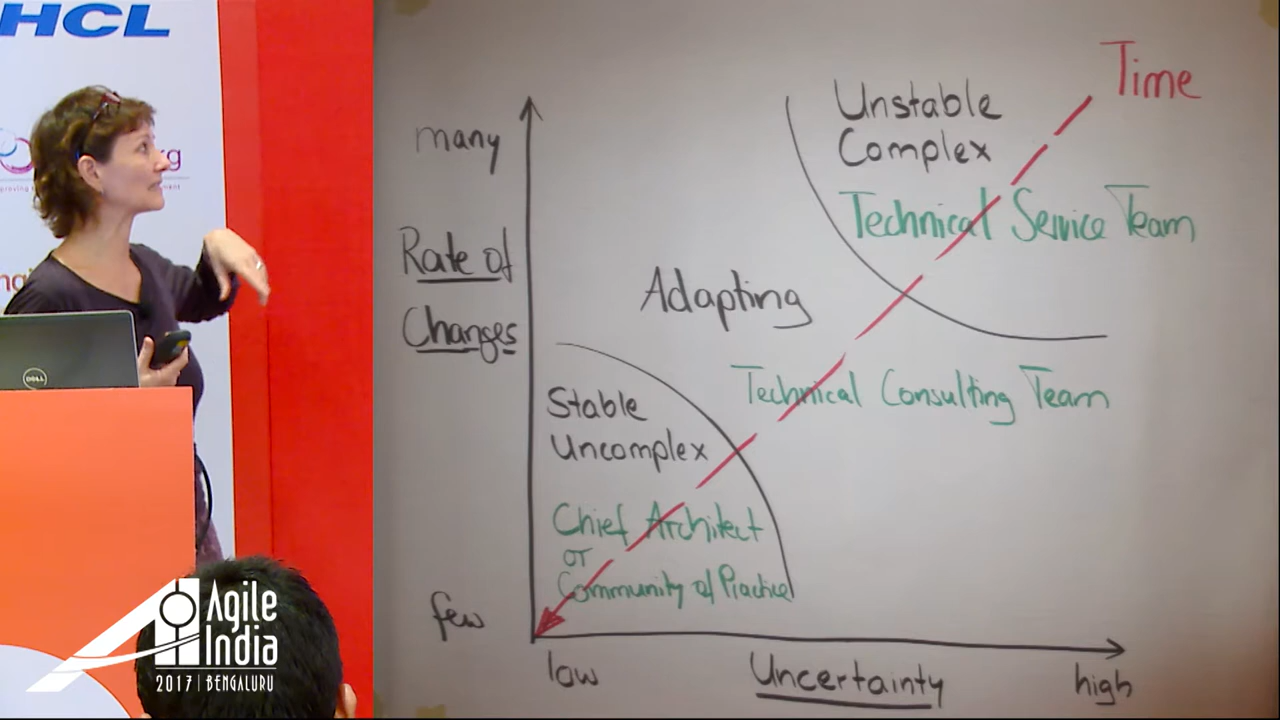 HCL
many
Rate of
Changes
few
low
Uncertainty
high
Time
Unstable
Complex
Technical Service Team
Adapting
Technical Consulting Team
Stable
Uncomplex
Chief Architect
or
Community of Practice
DELL
Agile
India
2017 | BENGALURU